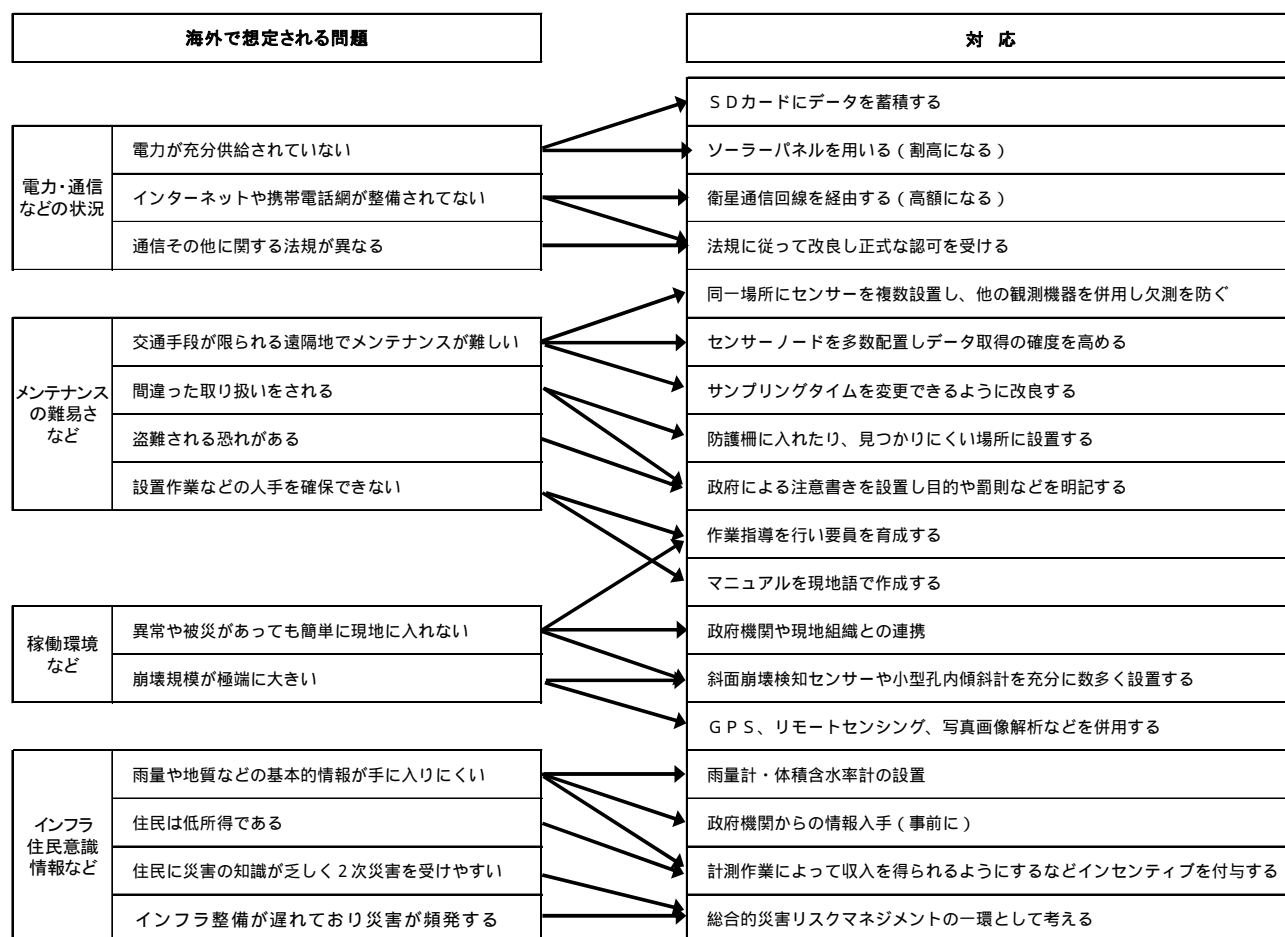 海外で想定される問題
対 応
電力・通信
などの状況
電力が充分供給されていない
インターネットや携帯電話網が整備されてない
通信その他に関する法規が異なる
メンテナンス
の難易さ
など
交通手段が限られる遠隔地でメンテナンスが難しい
間違った取り扱いをされる
盗難される恐れがある
設置作業などの人手を確保できない
稼働環境
など
異常や被災があっても簡単に現地に入れない
崩壊規模が極端に大きい
インフラ
住民意識
情報など
雨量や地質などの基本的情報が手に入りにくい
住民は低所得である
住民に災害の知識が乏しく2次災害を受けやすい
インフラ整備が遅れており災害が頻発する
SDカードにデータを蓄積する
ソーラーパネルを用いる(割高になる)
衛星通信回線を経由する(高額になる)
法規に従って改良し正式な認可を受ける
同一場所にセンサーを複数設置し、他の観測機器を併用し欠測を防ぐ
センサーノードを多数配置しデータ取得の確度を高める
サンプリングタイムを変更できるように改良する
防護柵に入れたり、見つかりにくい場所に設置する
政府による注意書きを設置し目的や罰則などを明記する
作業指導を行い要員を育成する
マニュアルを現地語で作成する
政府機関や現地組織との連携
斜面崩壊検知センサーや小型孔内傾斜計を充分に数多く設置する
GPS、リモートセンシング、写真画像解析などを併用する
雨量計・体積含水率計の設置
政府機関からの情報入手(事前に)
計測作業によって収入を得られるようにするなどインセンティブを付与する
総合的災害リスクマネジメントの一環として考える